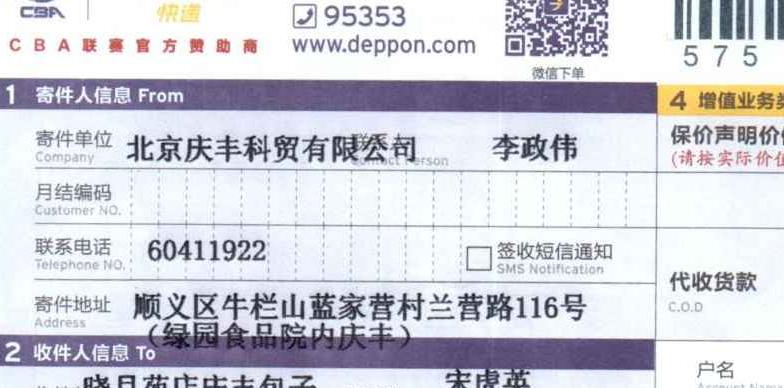 CBA 快递 95353
CBA联赛官方赞助商 www.deppon.com
微信下单
575
1 寄件人信息 From
4 增值业务
寄件单位 北京庆丰科贸有限公司 联系人 李政伟
Company Contact Person
保价声明价
(请按实际价值
月结编码
Customer NO.
联系电话 60411922 签收短信通知
Telephone NO. SMS Notification
代收货款
C.O.D
寄件地址 顺义区牛栏山蓝家营村兰营路116号
Address (绿园食品院内庆丰)
2 收件人信息 To
户名
Account Name
晓月苑店庆丰包子 宋虎英